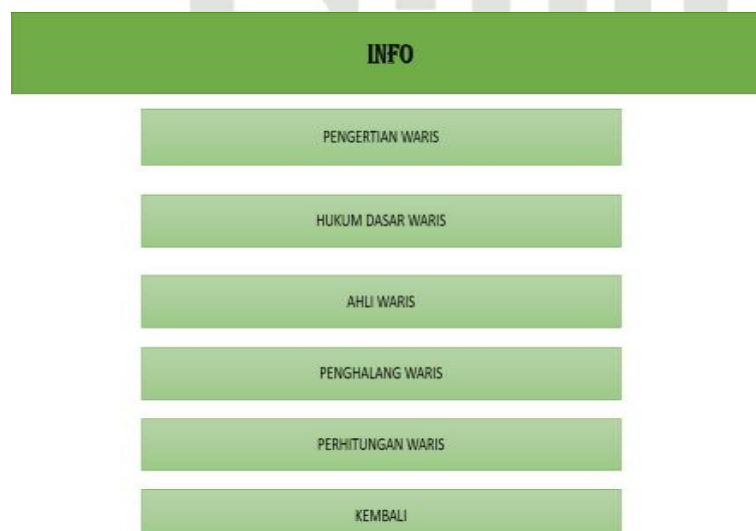 INFO
PENGERTIAN WARIS
HUKUM DASAR WARIS
AHLI WARIS
PENGHALANG WARIS
PERHITUNGAN WARIS
KEMBALI